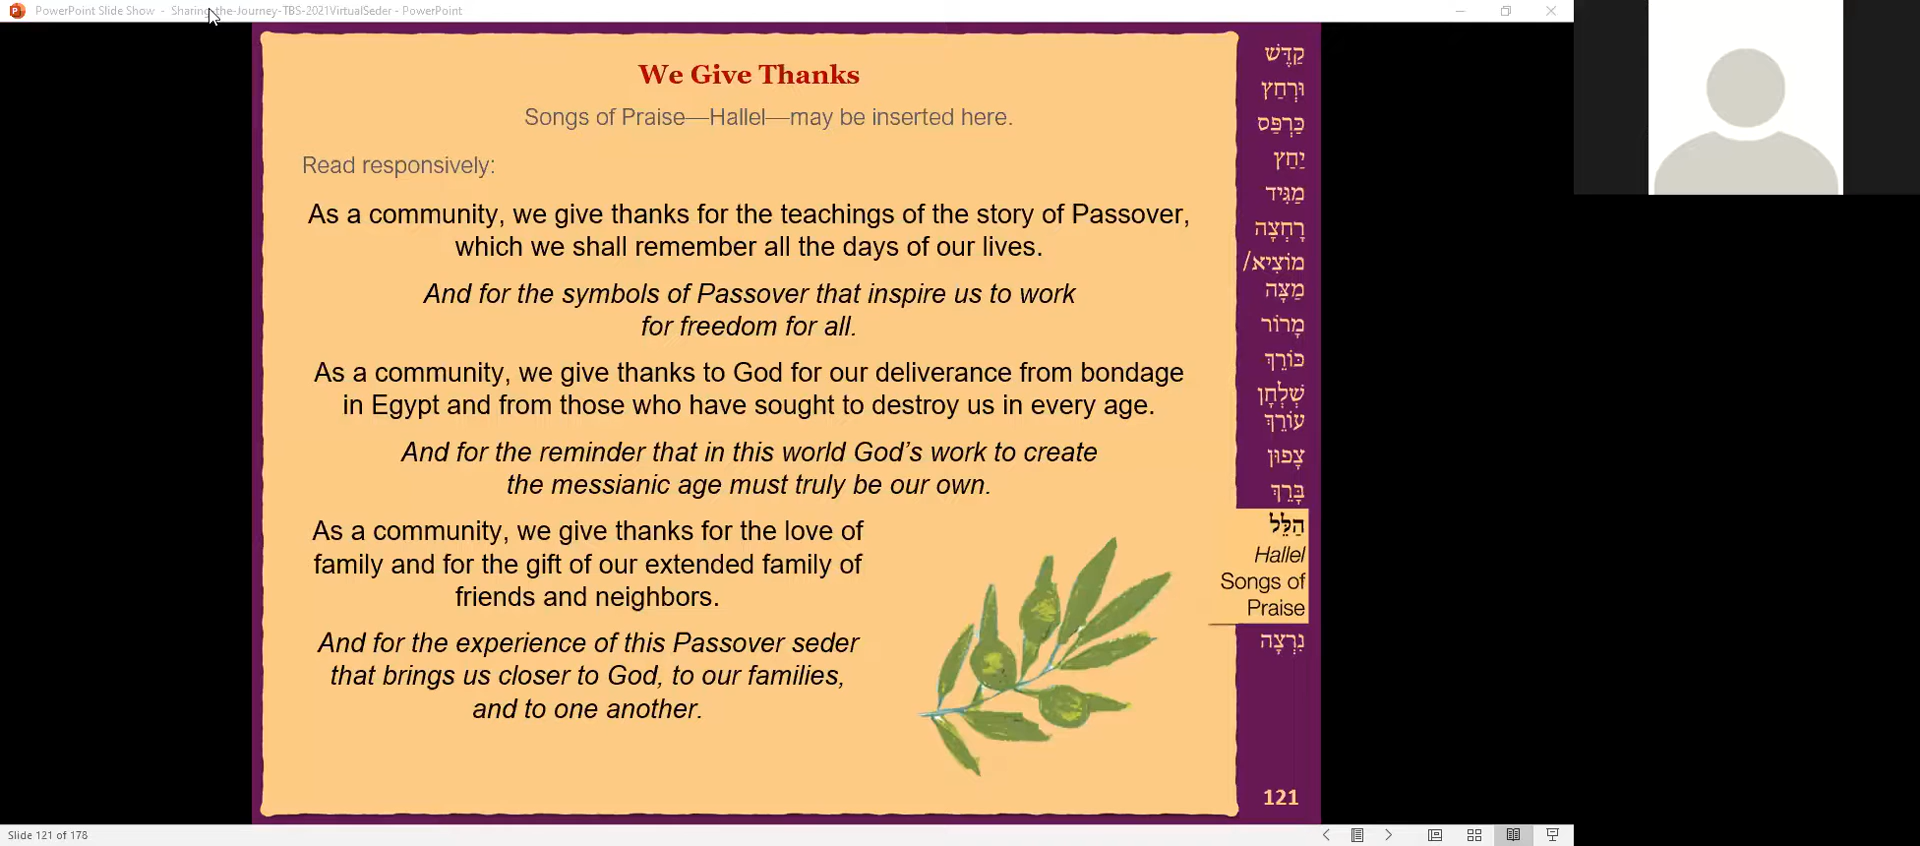 PowerPoint Slide Show - Sharing-the-Journey-TBS-2021VirtualSeder - PowerPoint
We Give Thanks
Songs of Praise—Hallel—may be inserted here.
Read responsively:
As a community, we give thanks for the teachings of the story of Passover,
which we shall remember all the days of our lives.
And for the symbols of Passover that inspire us to work
for freedom for all.
As a community, we give thanks to God for our deliverance from bondage
in Egypt and from those who have sought to destroy us in every age.
And for the reminder that in this world God’s work to create
the messianic age must truly be our own.
As a community, we give thanks for the love of
family and for the gift of our extended family of
friends and neighbors.
And for the experience of this Passover seder
that brings us closer to God, to our families,
and to one another.
קַדֵּשׁ
וּרְחַץ
כַּרְפַּס
יַחַץ
מַגִּיד
רָחְצָה
מוֹצִיא/
מַצָּה
מָרוֹר
כּוֹרֵךְ
שֻׁלְחָן
עוֹרֵךְ
צָפוּן
בָּרֵךְ
הַלֵּל
Hallel
Songs of
Praise
נִרְצָה
121
Slide 121 of 178